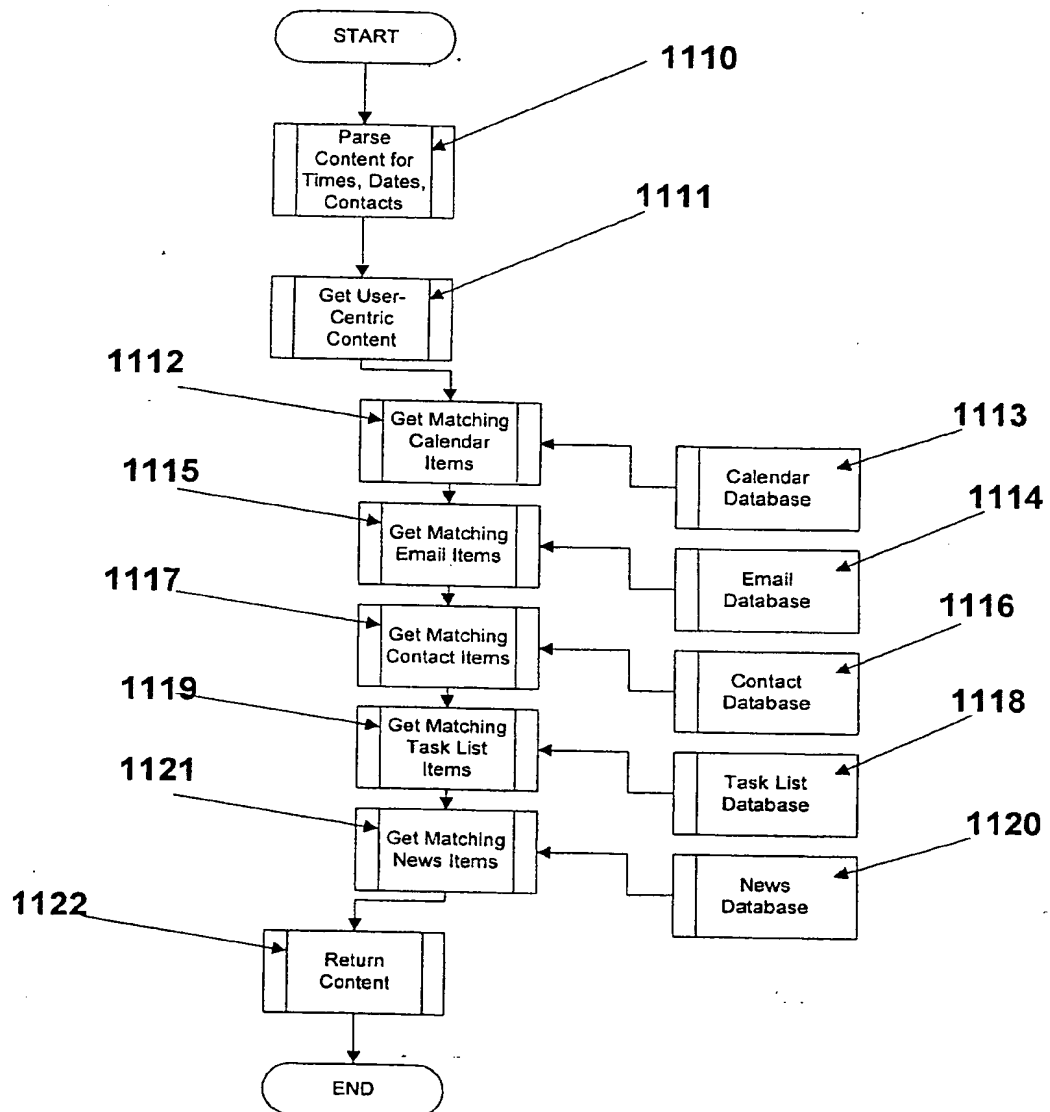 START
1110
Parse
Content for
Times, Dates,
Contacts
1111
Get User-
Centric
Content
1112
Get Matching
Calendar
Items
1113
Calendar
Database
1115
Get Matching
Email Items
1114
Email
Database
1117
Get Matching
Contact Items
1116
Contact
Database
1119
Get Matching
Task List
Items
1118
Task List
Database
1121
Get Matching
News Items
1120
News
Database
1122
Return
Content
END